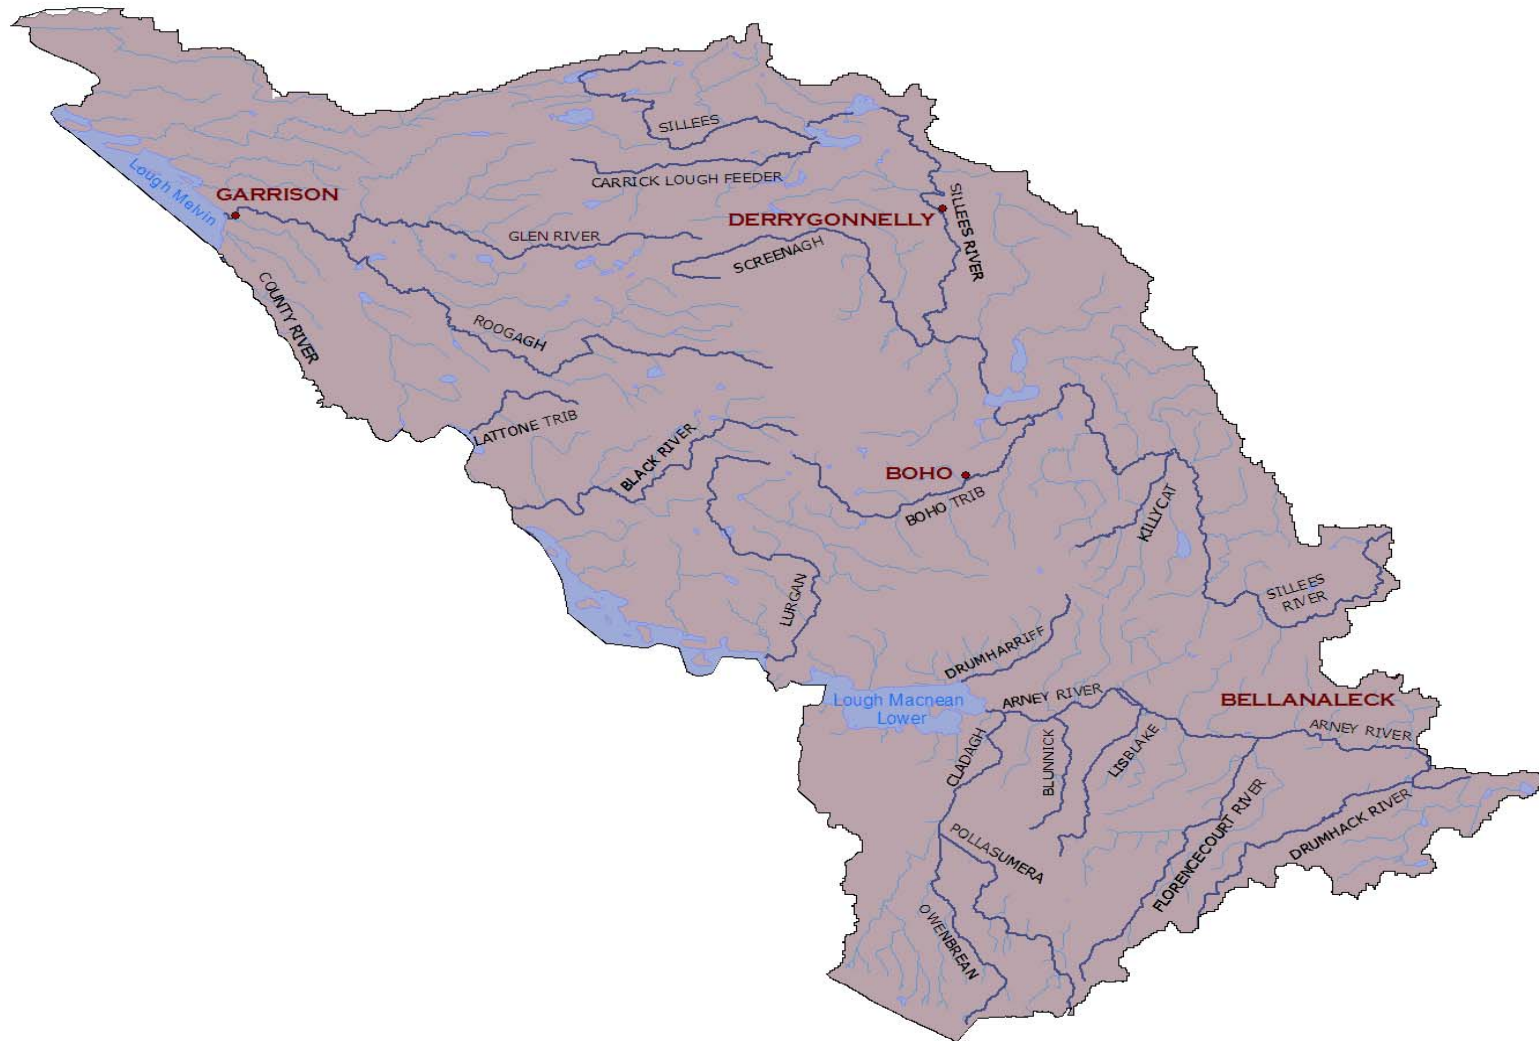 SILLEES
CARRICK LOUGH FEEDER
Lough Melvin
GARRISON
DERRYGONNELLY
SILLEES RIVER
GLEN RIVER
SCREENAGH
COUNTY RIVER
ROOGAGH
LATTONE TRIB
BLACK RIVER
BOHO
BOHO TRIB
KILLYCAT
LURGAN
SILLEES
RIVER
DRUMHARRIFF
Lough Macnean
Lower
ARNEY RIVER
BELLANALECK
ARNEY RIVER
CLADAGH
BLUNNICK
LISBLAKE
POLLASUMERA
FLORENCECOURT RIVER
DRUMHACK RIVER
OWENBREAN